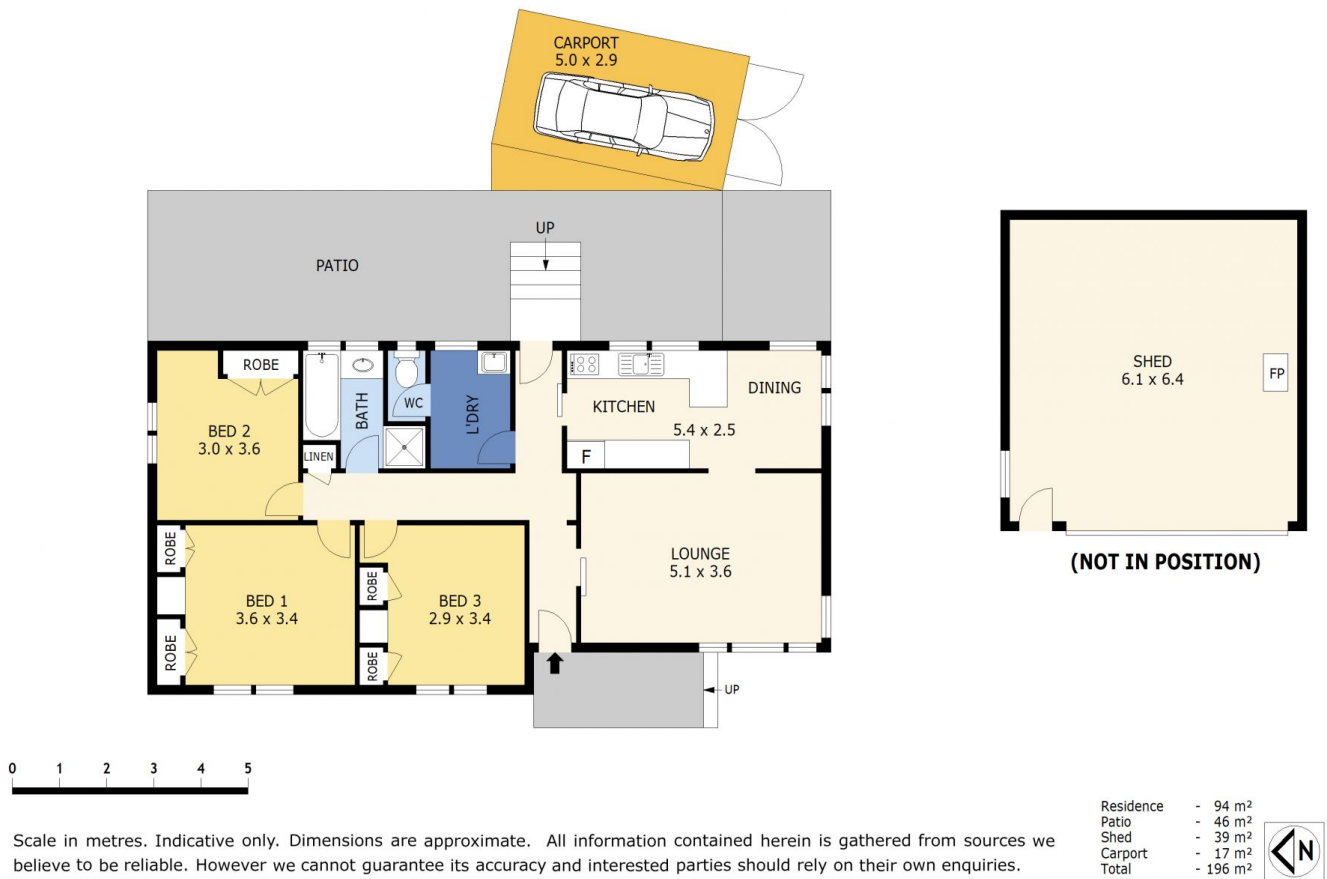 CARPORT
5.0 x 2.9
UP
PATIO
ROBE
BED 2
3.0 x 3.6
BATH
WC
L'DRY
LINEN
KITCHEN
DINING
5.4 x 2.5
F
SHED
6.1 x 6.4
FP
(NOT IN POSITION)
ROBE
ROBE
BED 1
3.6 x 3.4
ROBE
ROBE
BED 3
2.9 x 3.4
LOUNGE
5.1 x 3.6
UP
0 1 2 3 4 5
Scale in metres. Indicative only. Dimensions are approximate. All information contained herein is gathered from sources we
believe to be reliable. However we cannot guarantee its accuracy and interested parties should rely on their own enquiries.
Residence - 94 m²
Patio - 46 m²
Shed - 39 m²
Carport - 17 m²
Total - 196 m²
N